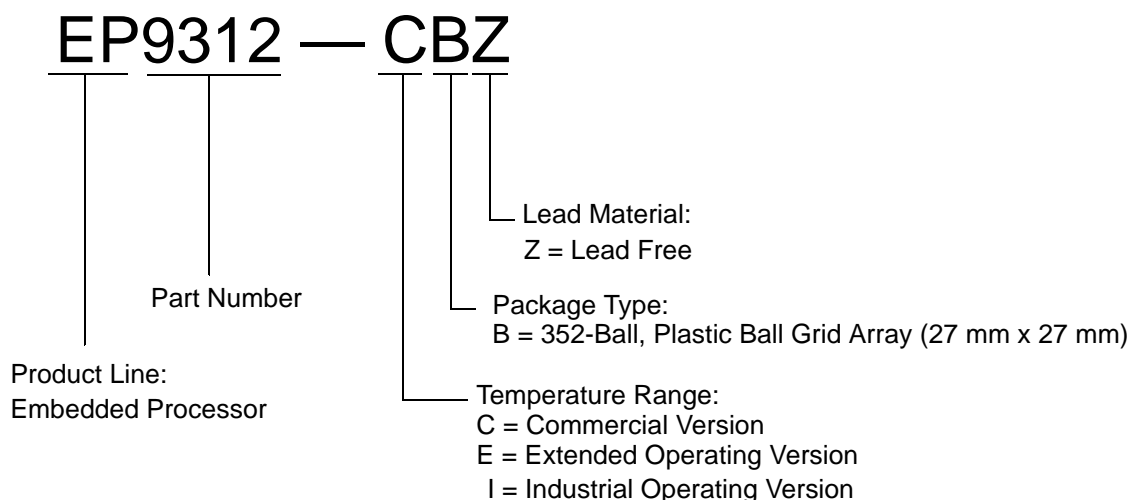 EP9312 — CBZ
Lead Material:
Z = Lead Free
Package Type:
B = 352-Ball, Plastic Ball Grid Array (27 mm x 27 mm)
Part Number
Product Line:
Embedded Processor
Temperature Range:
C = Commercial Version
E = Extended Operating Version
I = Industrial Operating Version